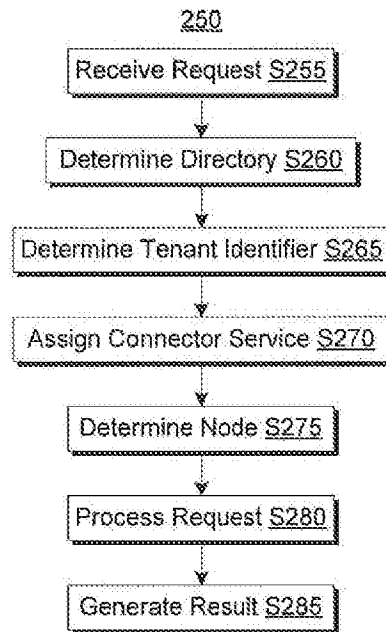 250
Receive Request S255
Determine Directory S260
Determine Tenant Identifier S265
Assign Connector Service S270
Determine Node S275
Process Request S280
Generate Result S285